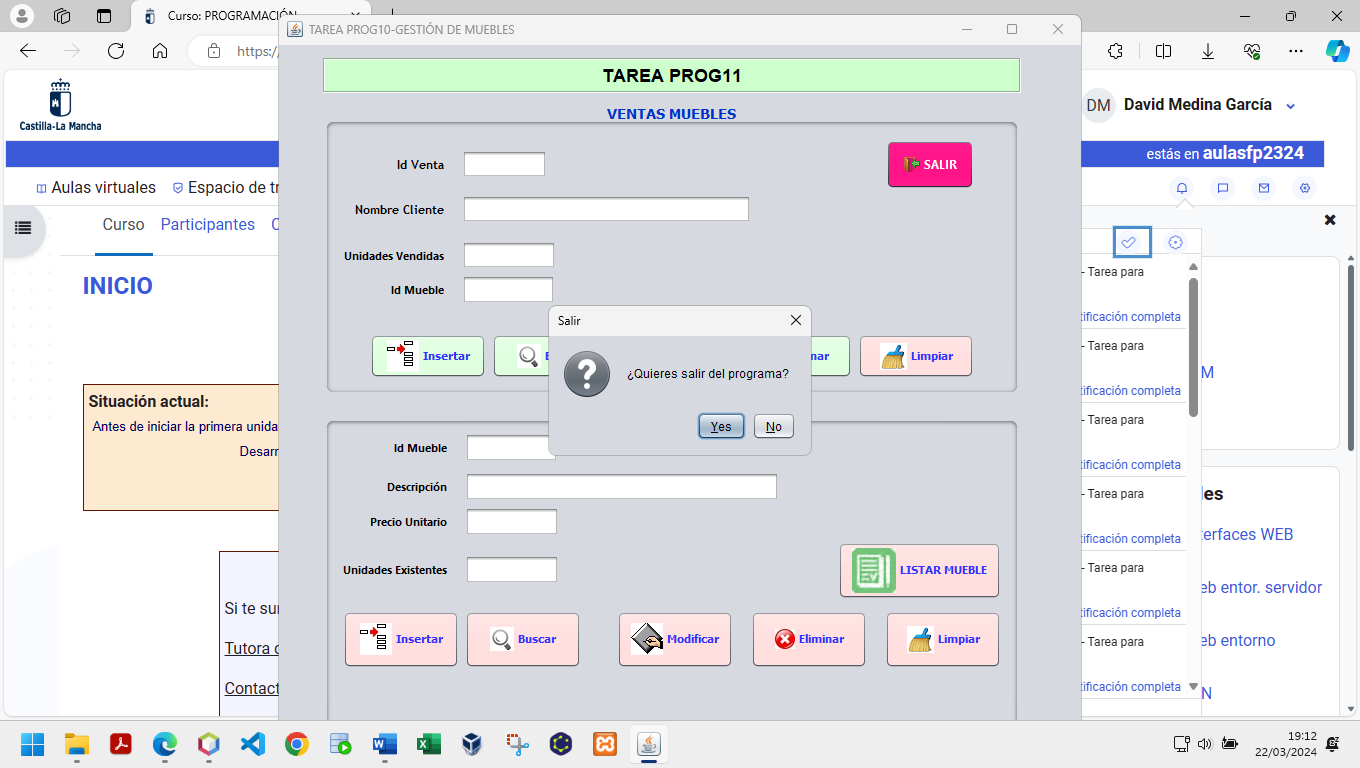 Curso: PROGRAMACIÓN
TAREA PROG10-GESTIÓN DE MUEBLES
https:/
TAREA PROG11
VENTAS MUEBLES
Castilla-La Mancha
DM David Medina García
estás en aulasfp2324
Aulas virtuales
Espacio de
Curso
Participantes
INICIO
Id Venta
SALIR
Nombre Cliente
Unidades Vendidas
Id Mueble
Insertar
Limpiar
Salir
¿Quieres salir del programa?
Yes
No
Situación actual:
Antes de iniciar la primera unida
Desarr
Id Mueble
Descripción
Precio Unitario
Unidades Existentes
LISTAR MUEBLE
Insertar
Buscar
Modificar
Eliminar
Limpiar
Si te
Tutora
Contact
- Tarea para
tificación completa
- Tarea para
tificación completa
- Tarea para
tificación completa
- Tarea para
tificación completa
- Tarea para
tificación completa
- Tarea para
tificación completa
erfaces WEB
eb entor. servidor
eb entorno
19:12
22/03/2024